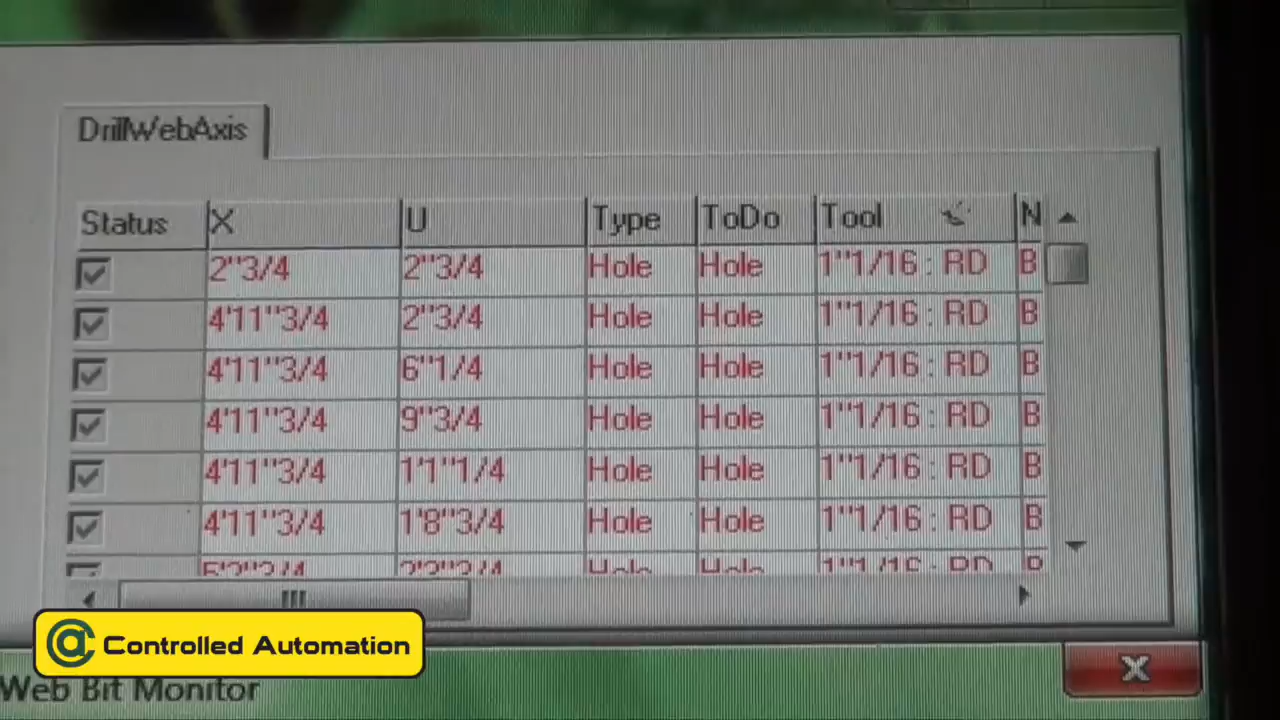 DrillWebAxis
Status X U Type ToDo Tool N
2"3/4 2"3/4 Hole Hole 1"1/16 : RD B
4'11"3/4 2"3/4 Hole Hole 1"1/16 : RD B
4'11"3/4 6"1/4 Hole Hole 1"1/16 : RD B
4'11"3/4 9"3/4 Hole Hole 1"1/16 : RD B
4'11"3/4 1'1"1/4 Hole Hole 1"1/16 : RD B
4'11"3/4 1'8"3/4 Hole Hole 1"1/16 : RD B
Controlled Automation
Web Bit Monitor